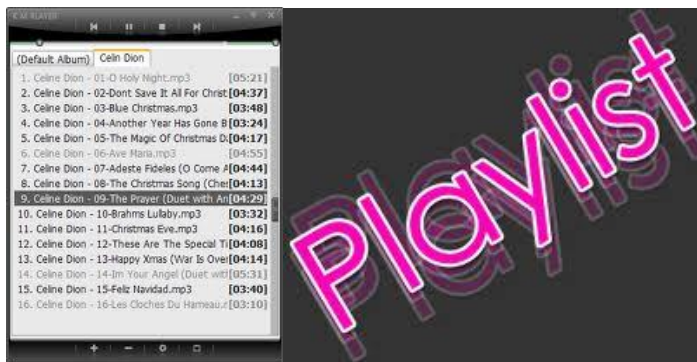 KMPLAYER
(Default Album) Celin Dion
1. Celine Dion - 01-O Holy Night.mp3 [05:21]
2. Celine Dion - 02-Dont Save It All For Christ [04:37]
3. Celine Dion - 03-Blue Christmas.mp3 [03:48]
4. Celine Dion - 04-Another Year Has Gone B [03:24]
5. Celine Dion - 05-The Magic Of Christmas Da [04:17]
6. Celine Dion - 06-Ave Maria.mp3 [04:55]
7. Celine Dion - 07-Adeste Fideles (O Come A [04:44]
8. Celine Dion - 08-The Christmas Song (Ches [04:13]
9. Celine Dion - 09-The Prayer (Duet with An [04:29]
10. Celine Dion - 10-Brahms Lullaby.mp3 [03:32]
11. Celine Dion - 11-Christmas Eve.mp3 [04:16]
12. Celine Dion - 12-These Are The Special Ti [04:08]
13. Celine Dion - 13-Happy Xmas (War Is Over [04:14]
14. Celine Dion - 14-Im Your Angel (Duet wit [05:31]
15. Celine Dion - 15-Feliz Navidad.mp3 [03:40]
16. Celine Dion - 16-Les Cloches Du Hameau.r [03:10]
Playlist